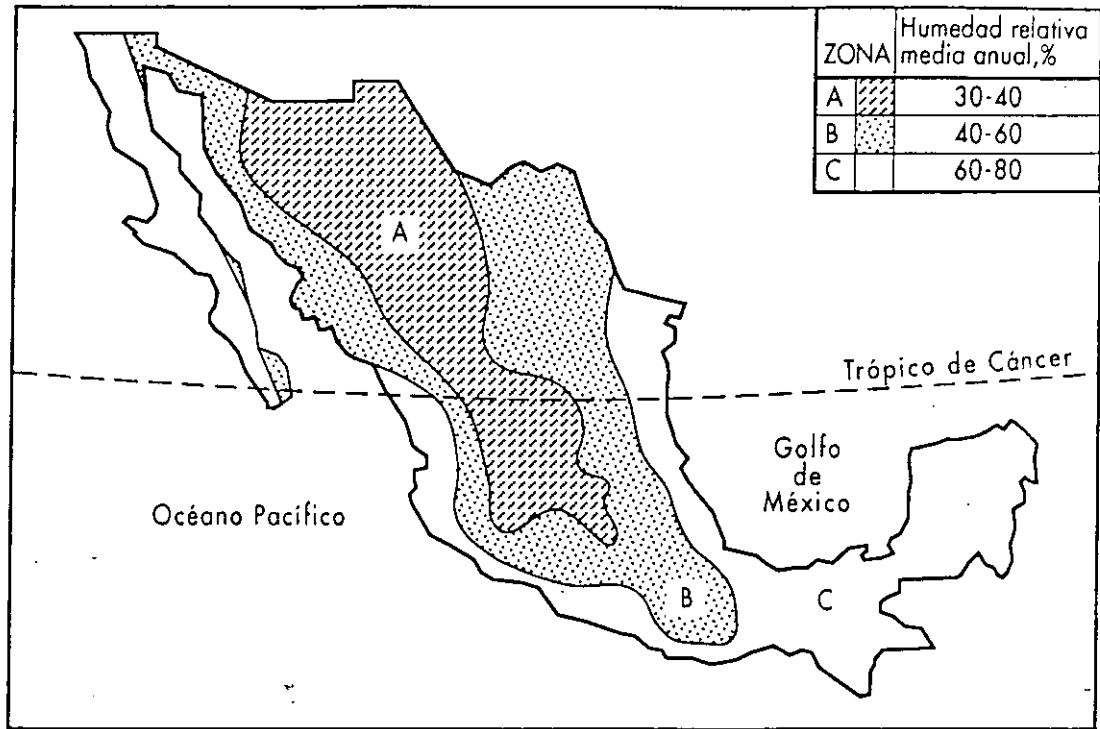 ZONA Humedad relativa
media anual,%
A 30-40
B 40-60
C 60-80
A
Trópico de Cáncer
Golfo
de
México
Océano Pacífico
B
C